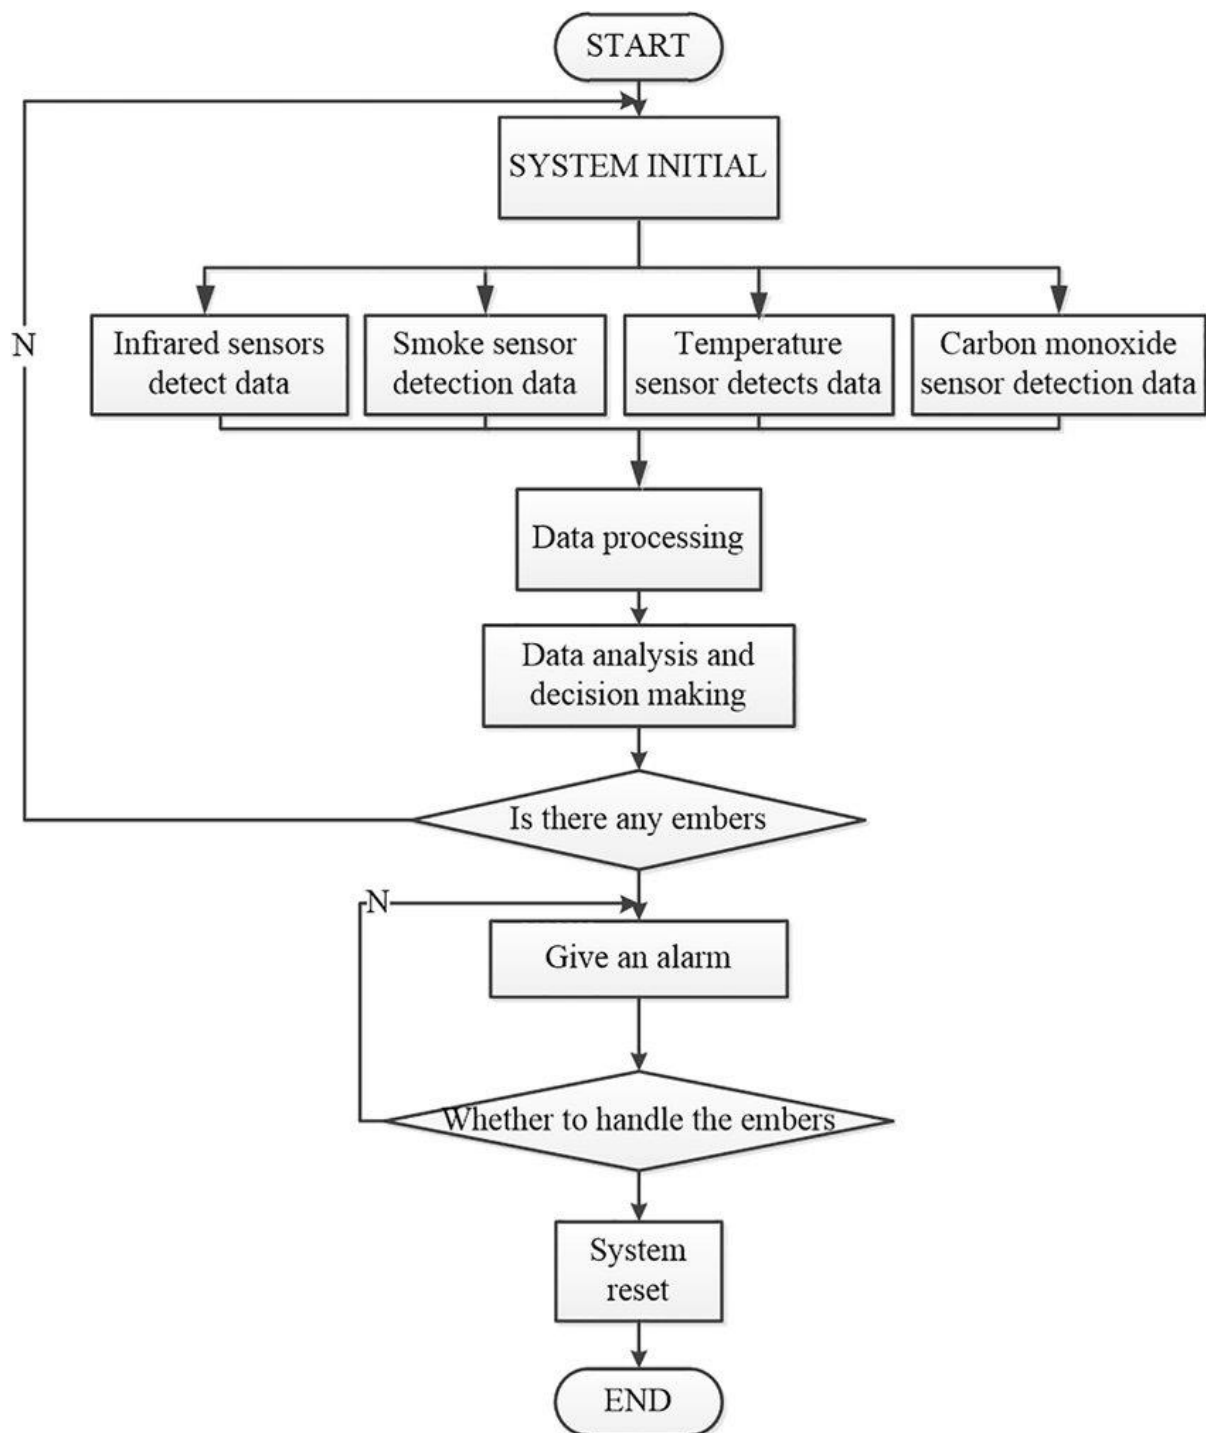 START
SYSTEM INITIAL
N
Infrared sensors
detect data
Smoke sensor
detection data
Temperature
sensor detects data
Carbon monoxide
sensor detection data
Data processing
Data analysis and
decision making
Is there any embers
N
Give an alarm
Whether to handle the embers
System
reset
END